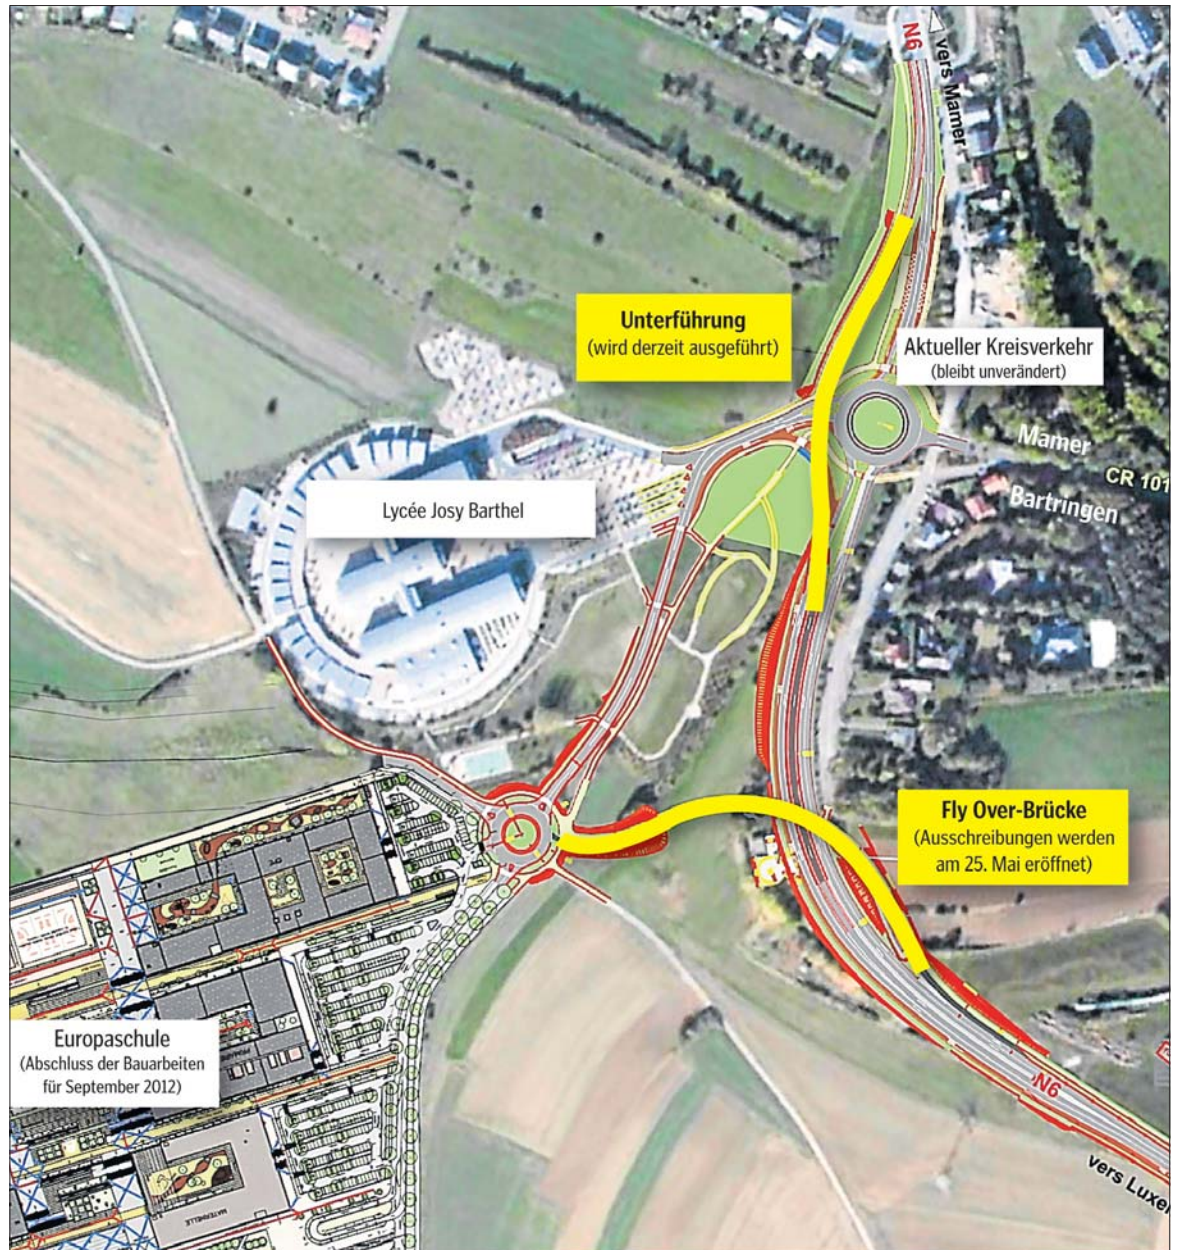 N6
vers Mamer
Unterführung
(wird derzeit ausgeführt)
Aktueller Kreisverkehr
(bleibt unverändert)
Mamer
CR 101
Bartringen
Lycée Josy Barthel
Fly Over-Brücke
(Ausschreibungen werden
am 25. Mai eröffnet)
Europaschule
(Abschluss der Bauarbeiten
für September 2012)
N6
vers Luxe
MATERNELLE